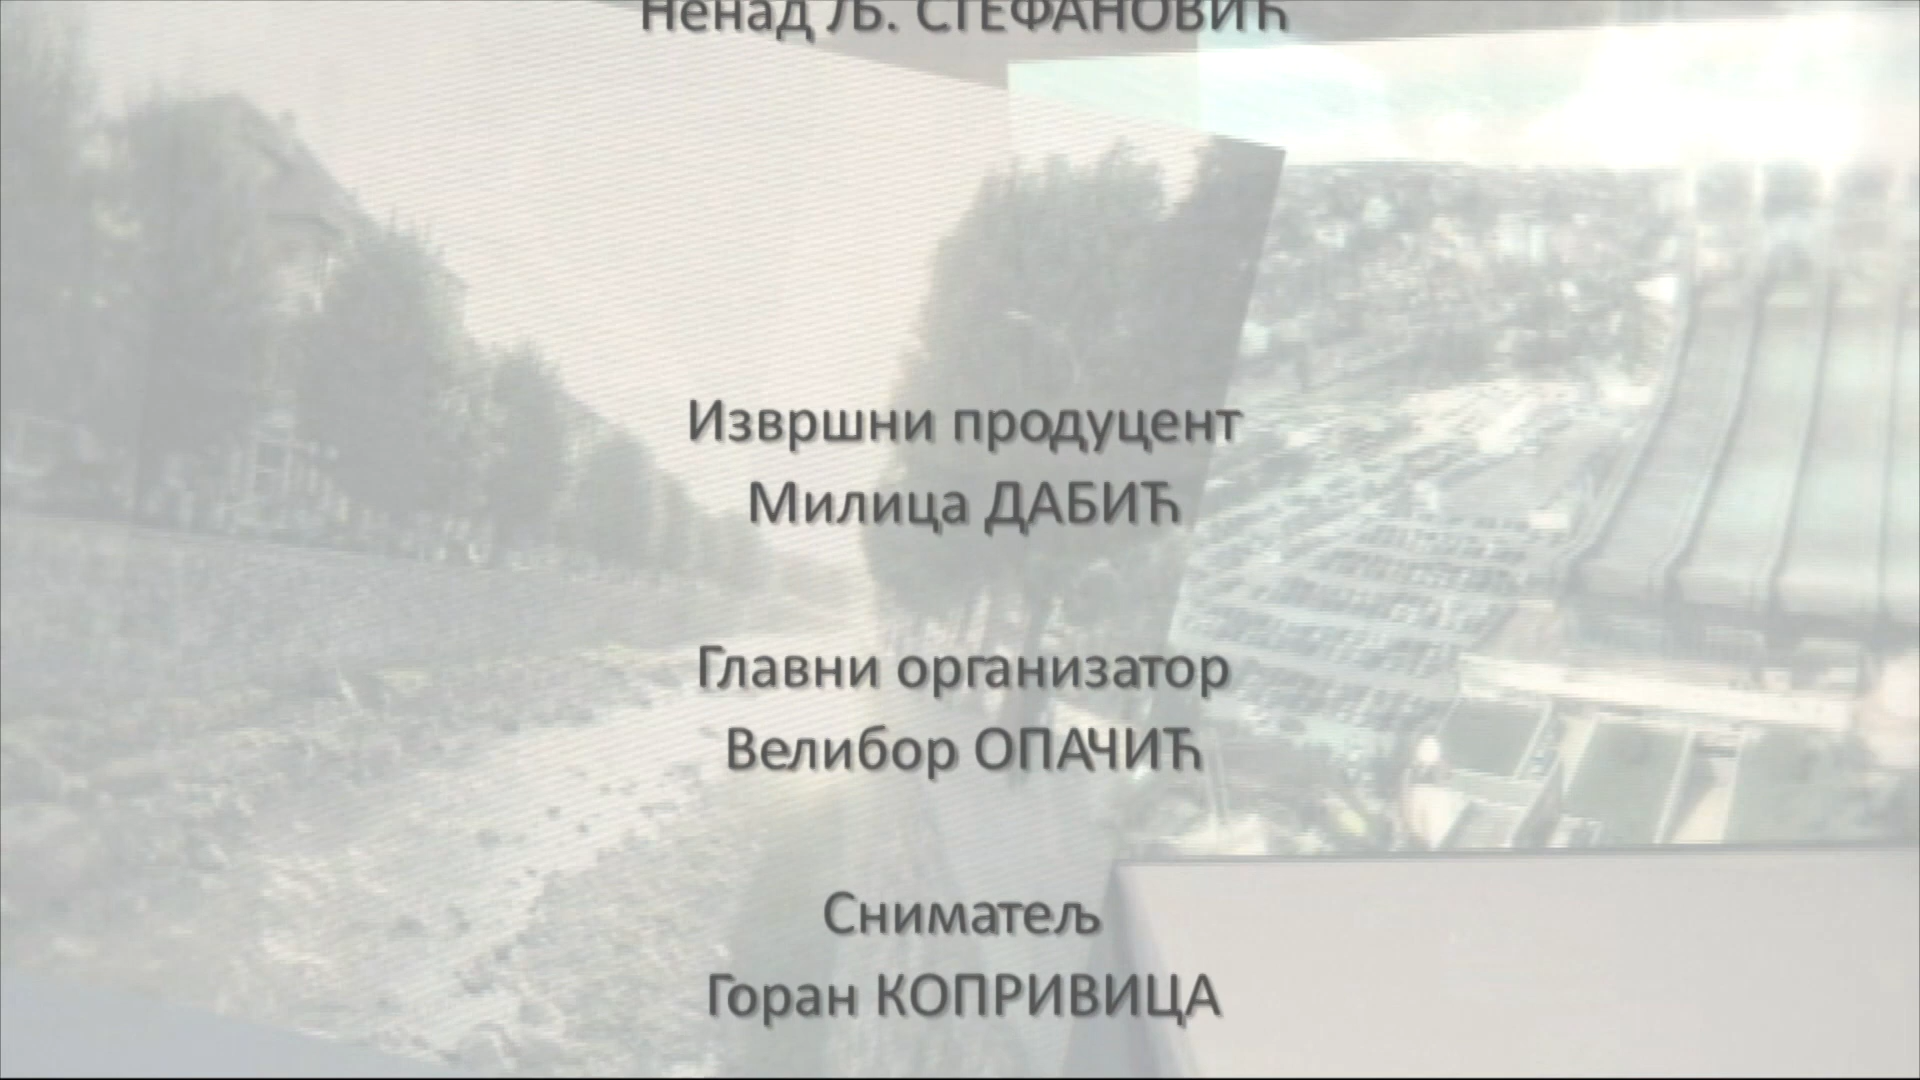 Ненад Љ. СТЕФАНОВИЋ
Извршни продуцент
Милица ДАБИЋ
Главни организатор
Велибор ОПАЧИЋ
Сниматељ
Горан КОПРИВИЦА